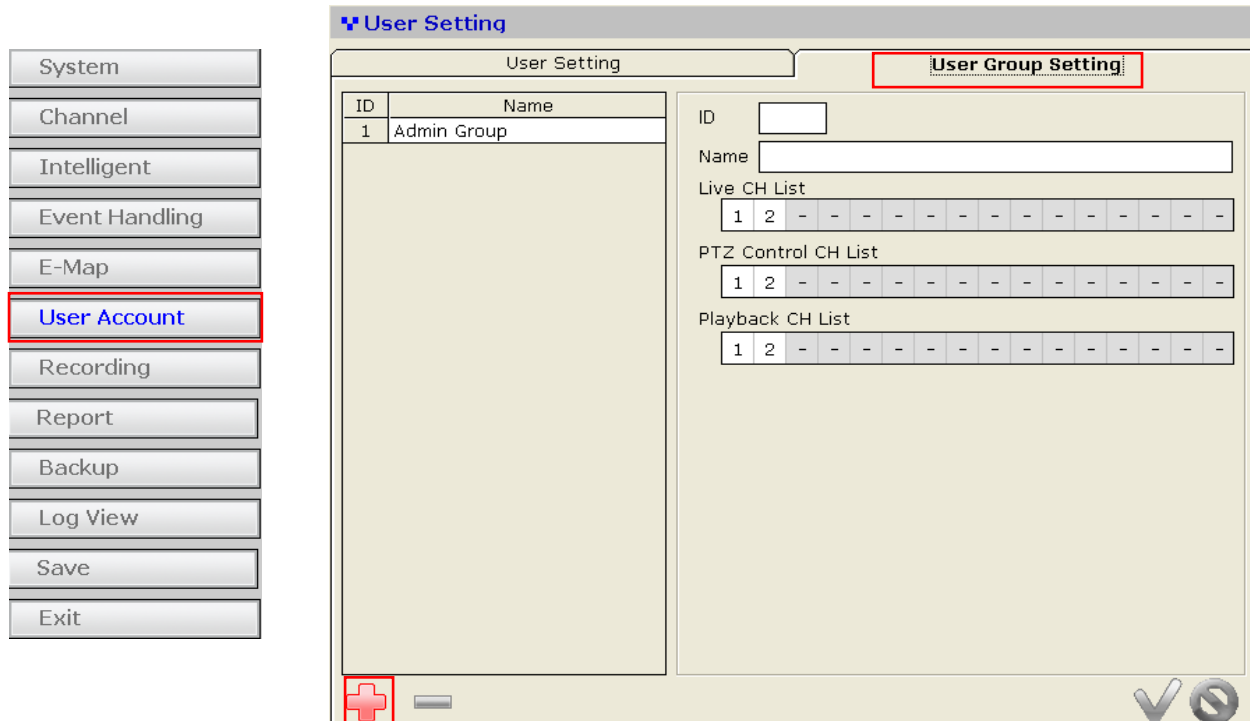 System
Channel
Intelligent
Event Handling
E-Map
User Account
Recording
Report
Backup
Log View
Save
Exit
User Setting
User Setting
User Group Setting
ID Name
1 Admin Group
ID
Name
Live CH List
1 2 - - - - - - - - - - - - - -
PTZ Control CH List
1 2 - - - - - - - - - - - - - -
Playback CH List
1 2 - - - - - - - - - - - - - -